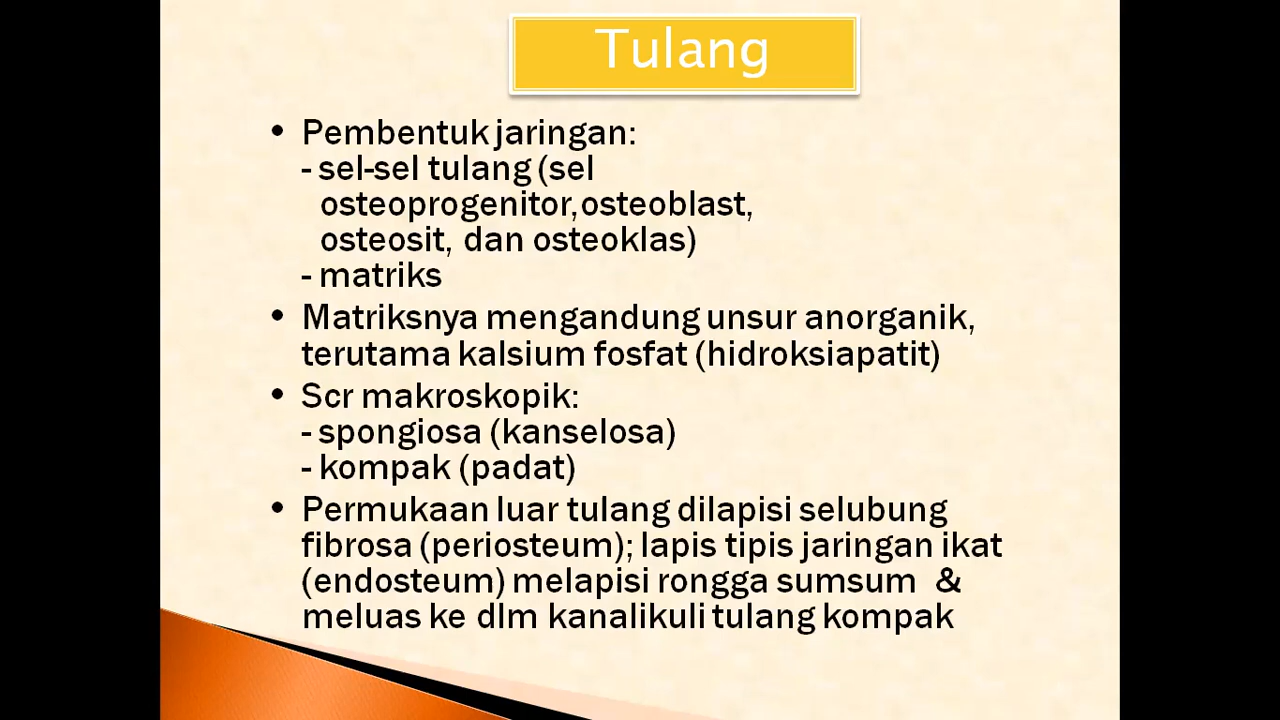 Tulang
• Pembentuk jaringan:
- sel-sel tulang (sel
osteoprogenitor, osteoblast,
osteosit, dan osteoklas)
- matriks
• Matriksnya mengandung unsur anorganik,
terutama kalsium fosfat (hidroksiapatit)
• Scr makroskopik:
- spongiosa (kanselosa)
- kompak (padat)
• Permukaan luar tulang dilapisi selubung
fibrosa (periosteum); lapis tipis jaringan ikat
(endosteum) melapisi rongga sumsum & 
meluas ke dlm kanalikuli tulang kompak